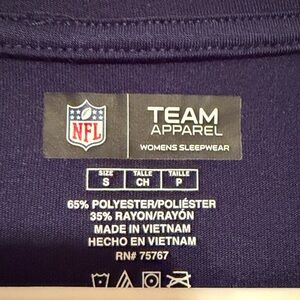 NFL
TEAM
APPAREL
WOMENS SLEEPWEAR
SIZE TALLE TAILLE
S CH P
65% POLYESTER/POLIÉSTER
35% RAYON/RAYÓN
MADE IN VIETNAM
HECHO EN VIETNAM
RN# 75767